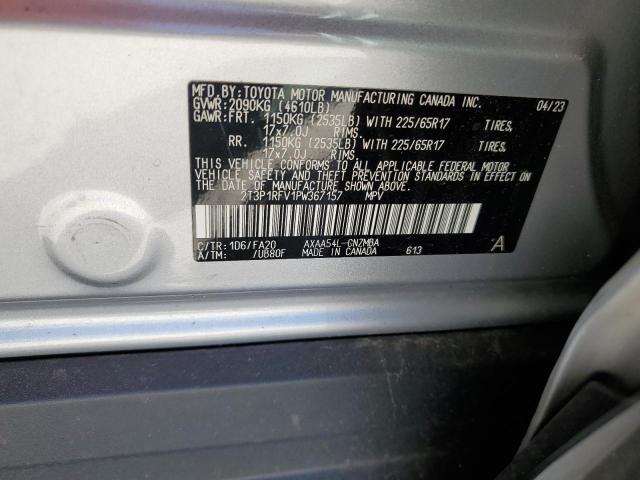 MFD. BY: TOYOTA MOTOR MANUFACTURING CANADA INC. 04/23
GVWR: 2090KG (4610LB)
GAWR: FRT. 1150KG (2535LB) WITH 225/65R17 TIRES,
17x7.0J RIMS.
RR. 1150KG (2535LB) WITH 225/65R17 TIRES,
17x7.0J RIMS.
THIS VEHICLE CONFORMS TO ALL APPLICABLE FEDERAL MOTOR
VEHICLE SAFETY AND THEFT PREVENTION STANDARDS IN EFFECT
ON THE DATE OF MANUFACTURE SHOWN ABOVE.
2T3P1RFV1PW367157 MPV
C/TR: 1D6/FA20 AXAA54L-GNZMBA A
A/TM: /UB80F MADE IN CANADA 613